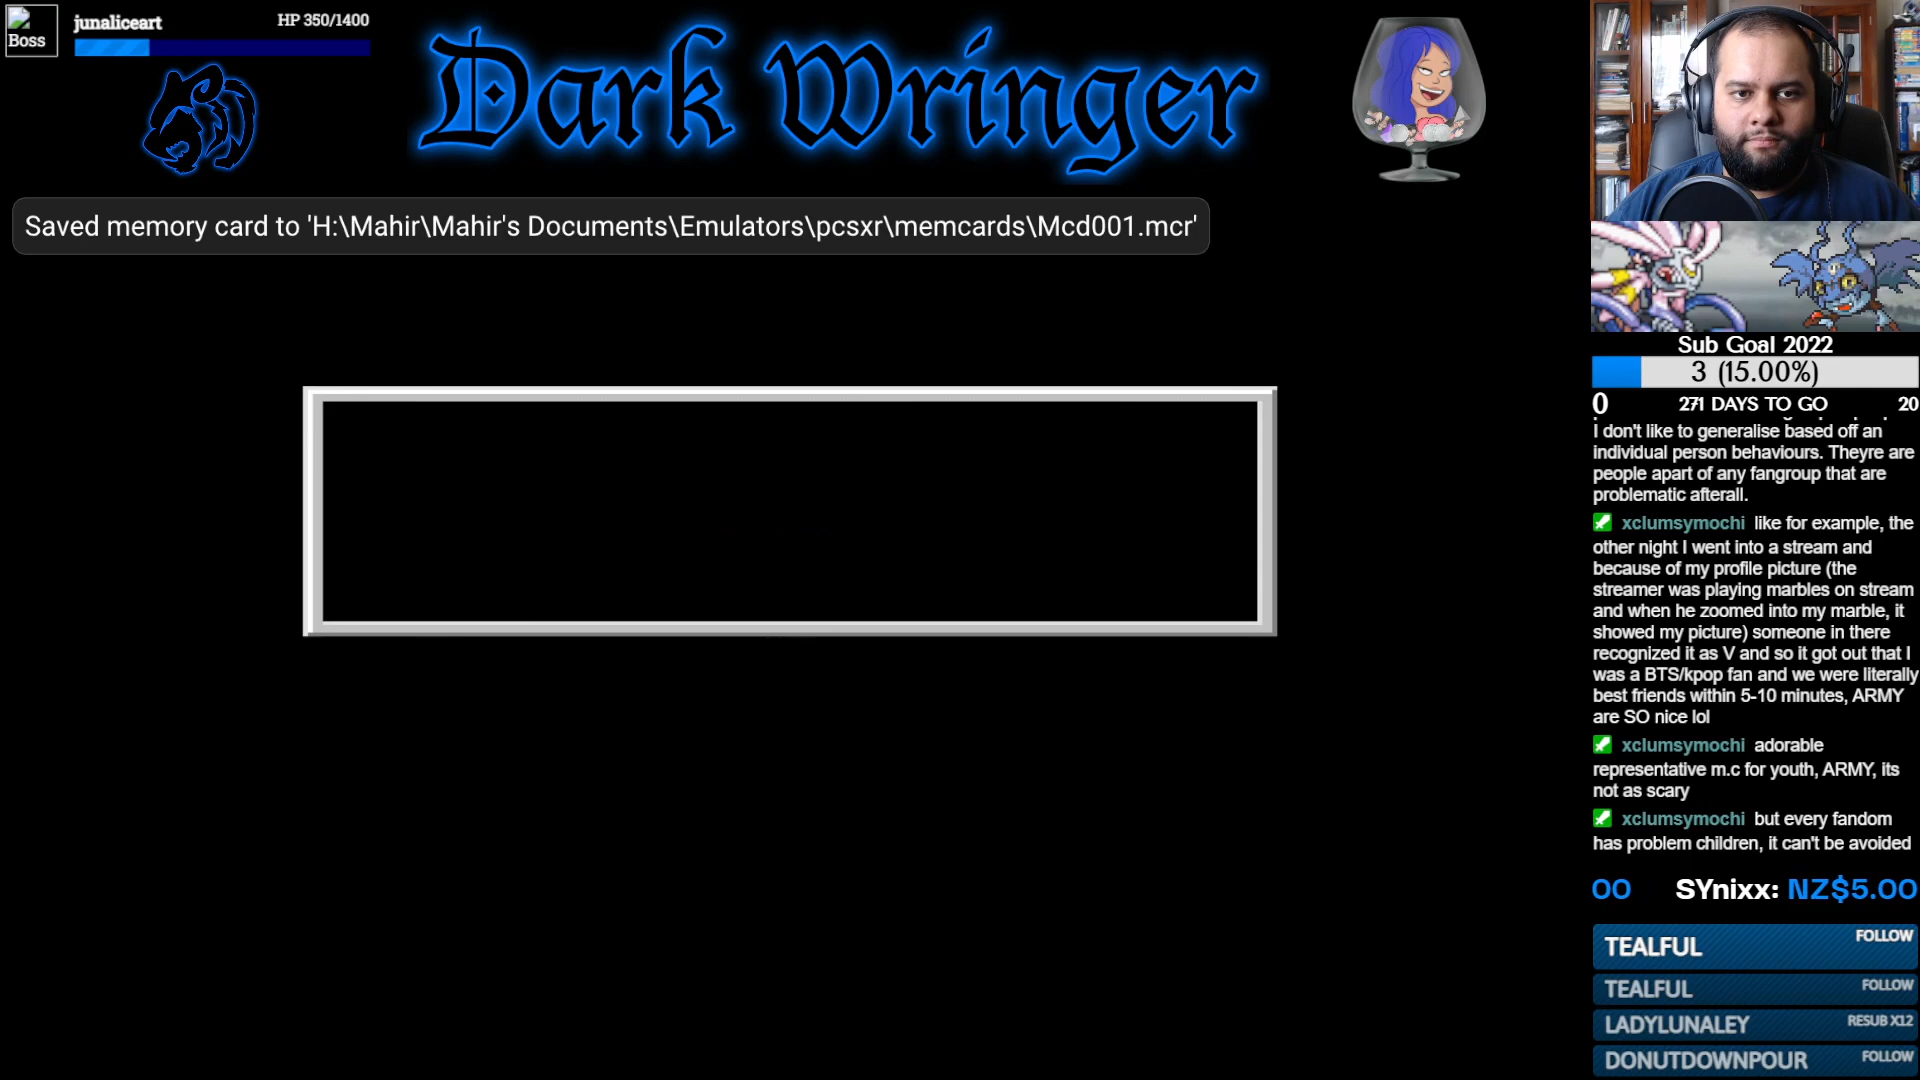 Boss
junaliceart
HP 350/1400
Dark Wringer
Saved memory card to 'H:\Mahir\Mahir's Documents\Emulators\pcsxr\memcards\Mcd001.mcr'
Sub Goal 2022
3 (15.00%)
0 271 DAYS TO GO 20
I don't like to generalise based off an
individual person behaviours. Theyre are
people apart of any fangroup that are
problematic afterall.
xclumsymochi like for example, the
other night I went into a stream and
because of my profile picture (the
streamer was playing marbles on stream
and when he zoomed into my marble, it
showed my picture) someone in there
recognized it as V and so it got out that I
was a BTS/kpop fan and we were literally
best friends within 5-10 minutes, ARMY
are SO nice lol
xclumsymochi adorable
representative m.c for youth, ARMY, its
not as scary
xclumsymochi but every fandom
has problem children, it can't be avoided
00 SYnixx: NZ$5.00
TEALFUL FOLLOW
TEALFUL FOLLOW
LADYLUNALEY RESUB X12
DONUTDOWNPOUR FOLLOW